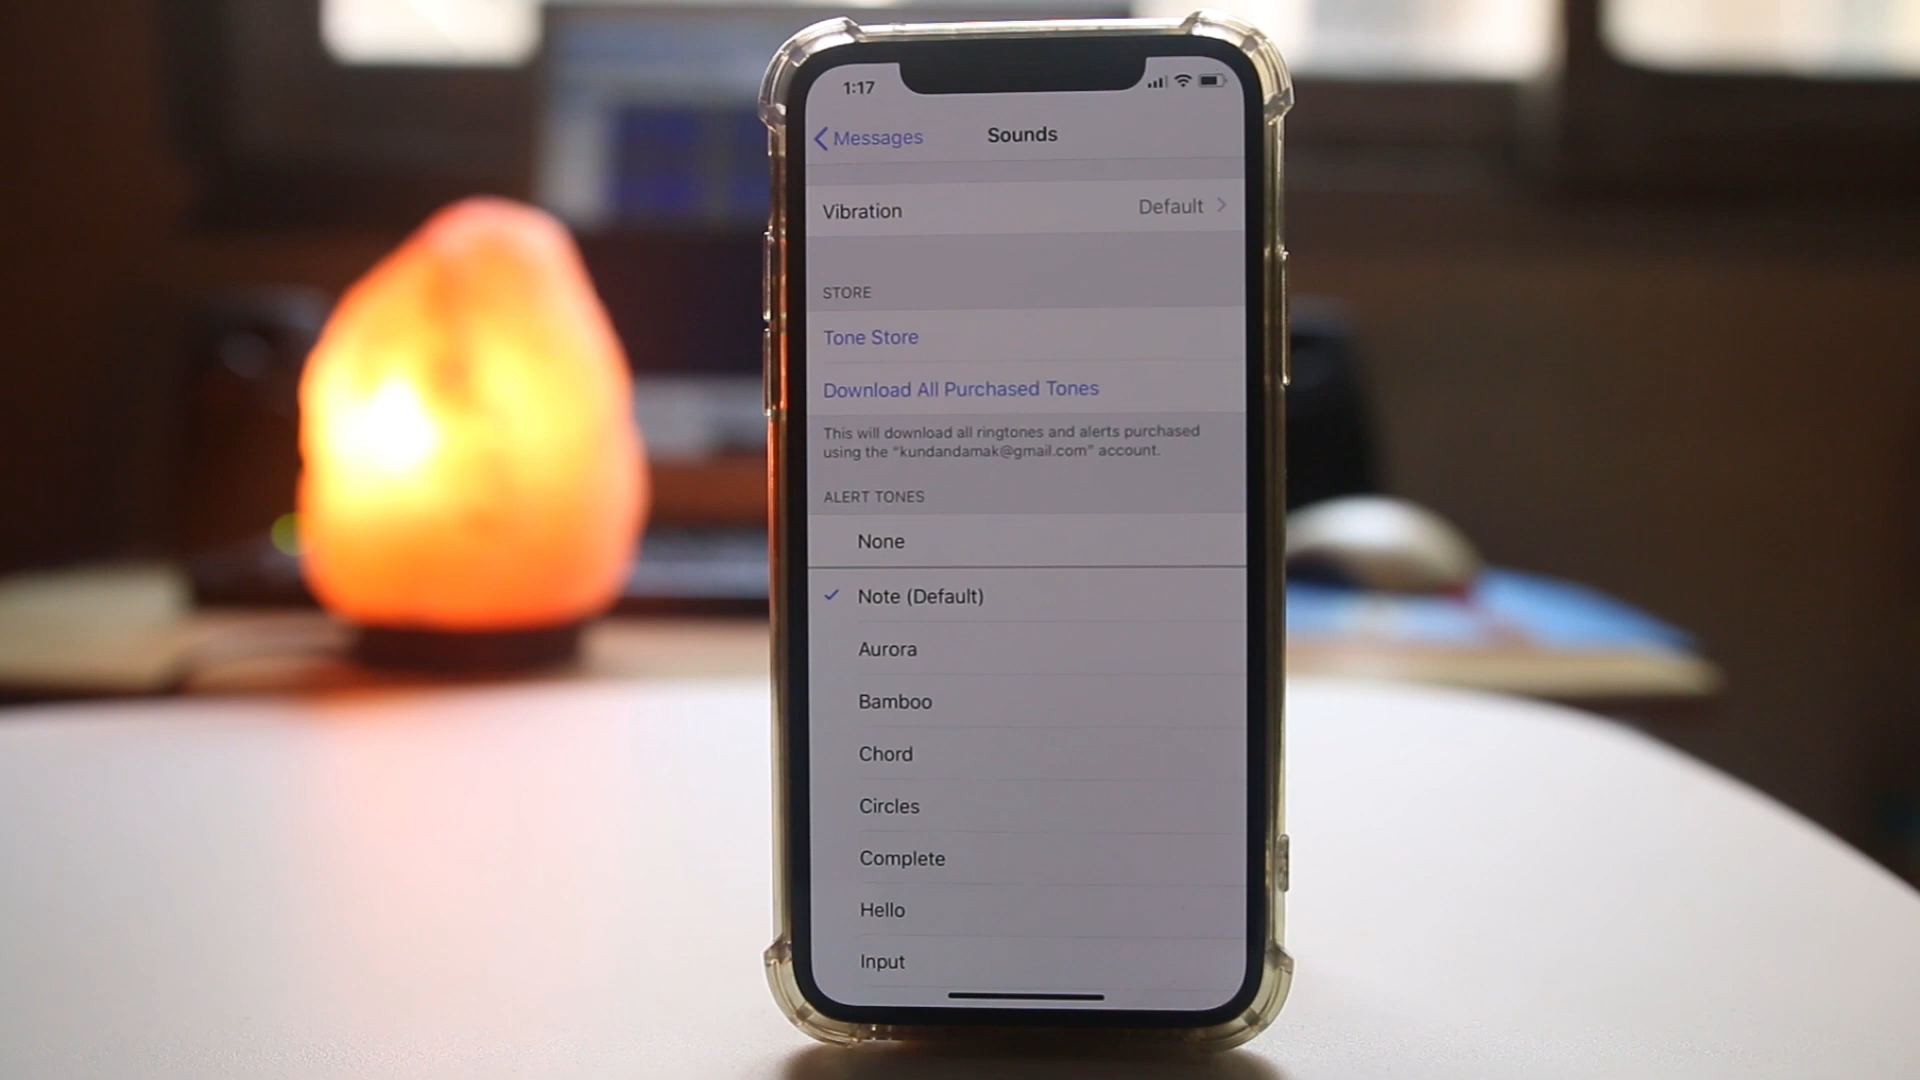 1:17
Messages
Sounds
Vibration
Default
STORE
Tone Store
Download All Purchased Tones
This will download all ringtones and alerts purchased
using the "kundandamak@gmail.com" account.
ALERT TONES
None
Note (Default)
Aurora
Bamboo
Chord
Circles
Complete
Hello
Input